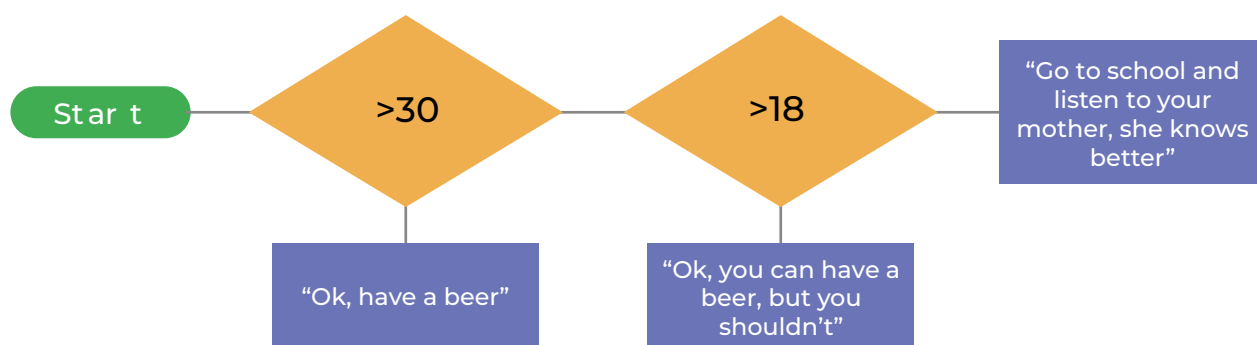 Star t
>30
>18
“Go to school and
listen to your
mother, she knows
better”
“Ok, have a beer”
“Ok, you can have a
beer, but you
shouldn’t”